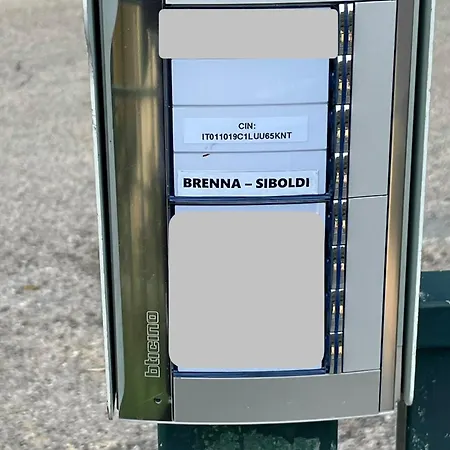 CIN:
IT011019C1LUU65KNT
BRENNA – SIBOLDI
bticino